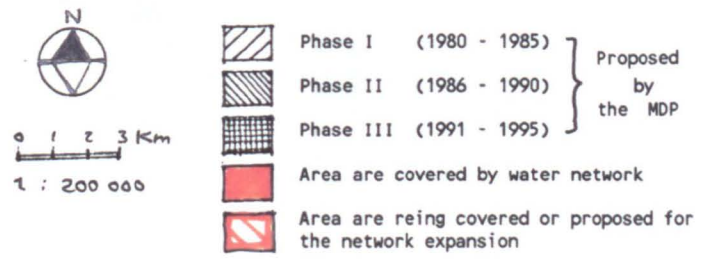 N
0 1 2 3 Km
1 : 200 000
Phase I (1980 - 1985)
Phase II (1986 - 1990)
Phase III (1991 - 1995)
Proposed
by
the MDP
Area are covered by water network
Area are reing covered or proposed for
the network expansion